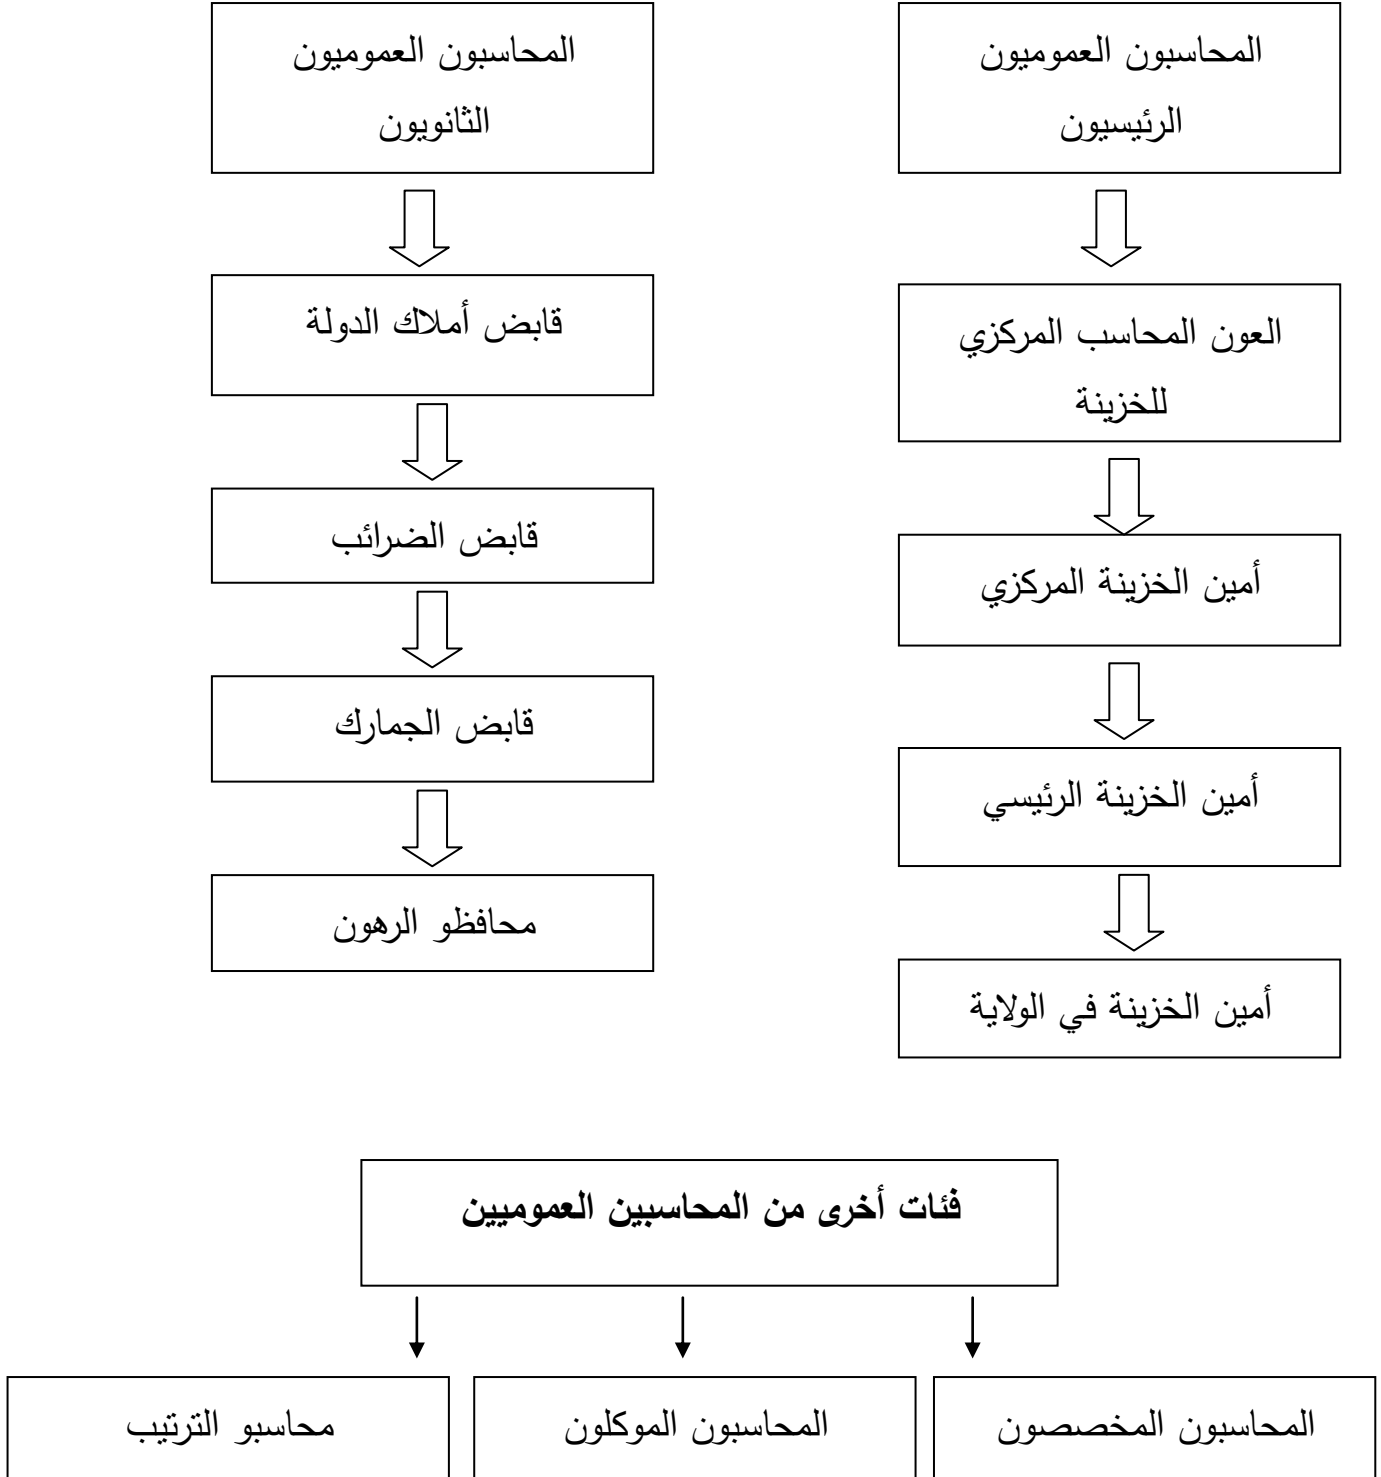 المحاسبون العموميون
الرئيسيون
العون المحاسب المركزي
للخزينة
أمين الخزينة المركزي
أمين الخزينة الرئيسي
أمين الخزينة في الولاية
المحاسبون العموميون
الثانويون
قابض أملاك الدولة
قابض الضرائب
قابض الجمارك
محافظو الرهون
فئات أخرى من المحاسبين العموميين
المحاسبون المخصصون
المحاسبون الموكلون
محاسبو الترتيب